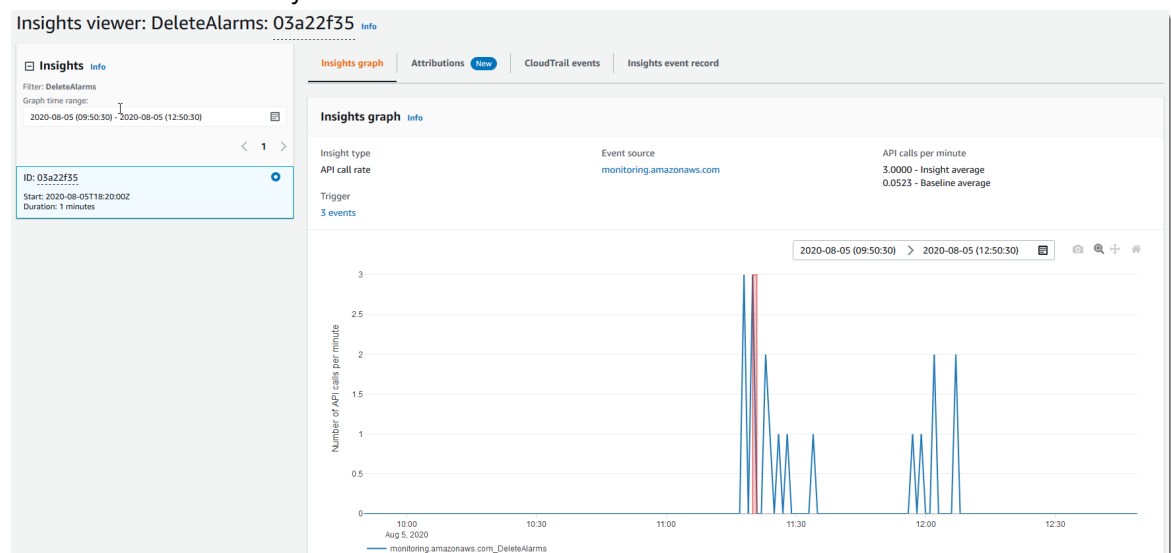 Insights viewer: DeleteAlarms: 03a22f35 Info
Insights Info
Filter: DeleteAlarms
Graph time range:
2020-08-05 (09:50:30) - 2020-08-05 (12:50:30)
< 1 >
ID: 03a22f35
Start: 2020-08-05T18:20:00Z
Duration: 1 minutes
Insights graph
Attributions New
CloudTrail events
Insights event record
Insights graph Info
Insight type
API call rate
Event source
monitoring.amazonaws.com
API calls per minute
3.0000 - Insight average
0.0523 - Baseline average
Trigger
3 events
2020-08-05 (09:50:30) > 2020-08-05 (12:50:30)
Number of API calls per minute
3
2.5
2
1.5
1
0.5
0
10:00 10:30 11:00 11:30 12:00 12:30
Aug 5, 2020
monitoring.amazonaws.com_DeleteAlarms